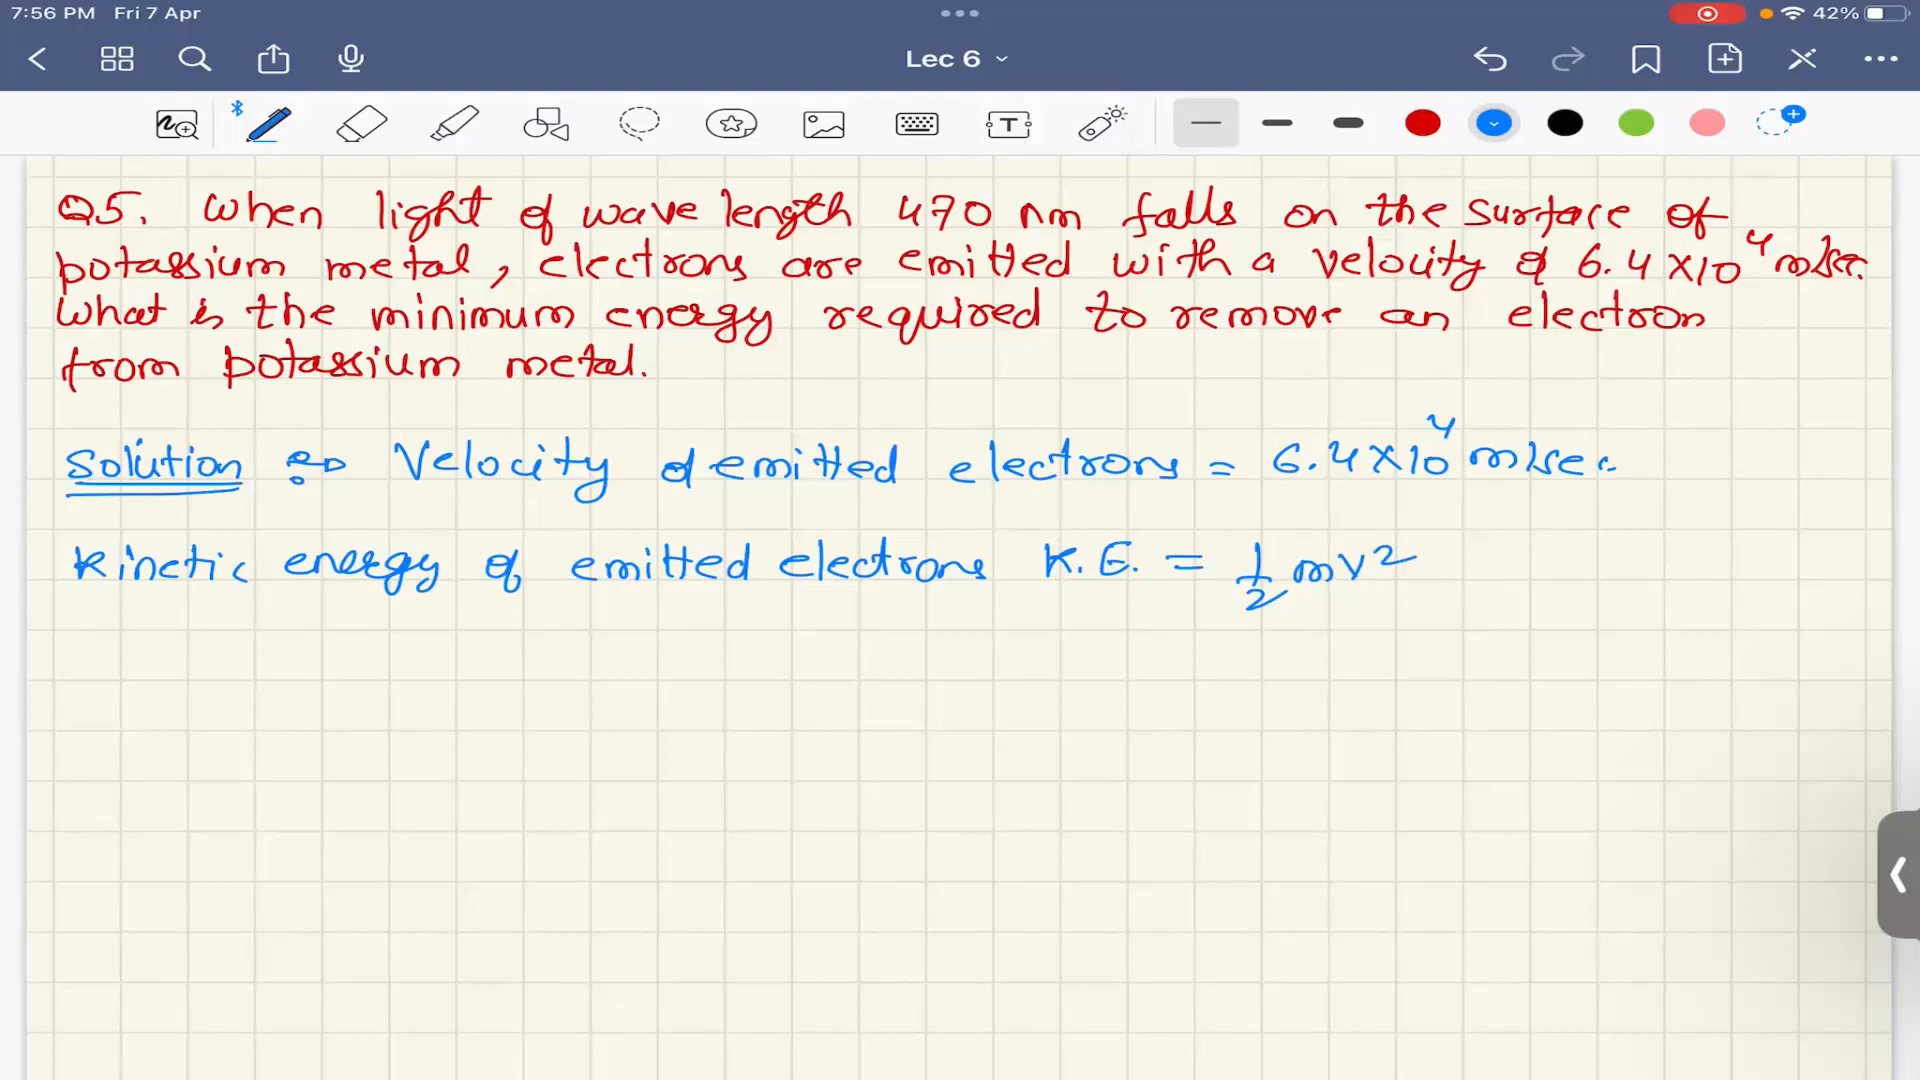 7:56 PM Fri 7 Apr
42%
Lec 6
Q5. When light of wave length 470 nm falls on the surface of
potassium metal, electrons are emitted with a velocity of 6.4 × 10⁴ m/sec.
What is the minimum energy required to remove an electron
from potassium metal.
Solution :→ Velocity of emitted electrons = 6.4 × 10⁴ m/sec.
Kinetic energy of emitted electrons K.E. = 1/2 mv²